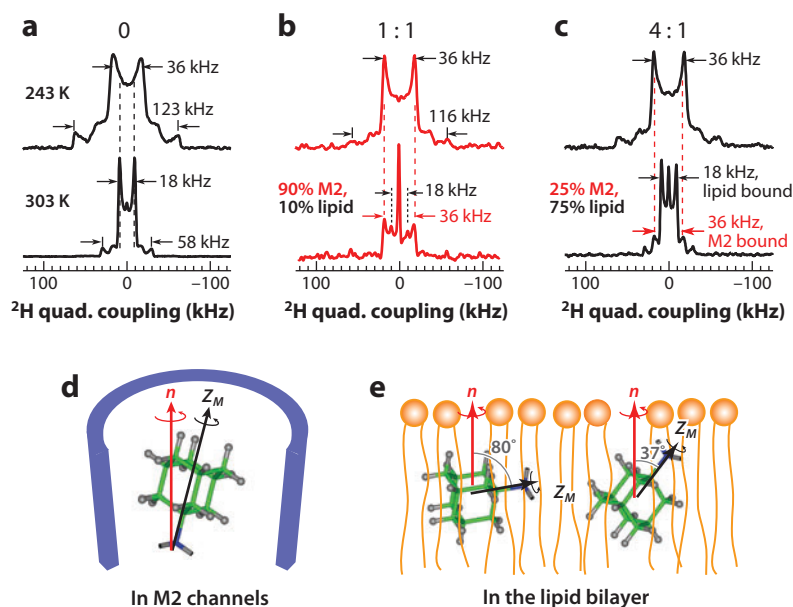 a
0
243 K
36 kHz
123 kHz
303 K
18 kHz
58 kHz
100 0 –100
²H quad. coupling (kHz)
b
1 : 1
36 kHz
116 kHz
90% M2,
10% lipid
18 kHz
36 kHz
100 0 –100
²H quad. coupling (kHz)
c
4 : 1
36 kHz
25% M2,
75% lipid
18 kHz,
lipid bound
36 kHz,
M2 bound
100 0 –100
²H quad. coupling (kHz)
d
n
Z_M
In M2 channels
e
n
80°
Z_M
n
37°
Z_M
In the lipid bilayer